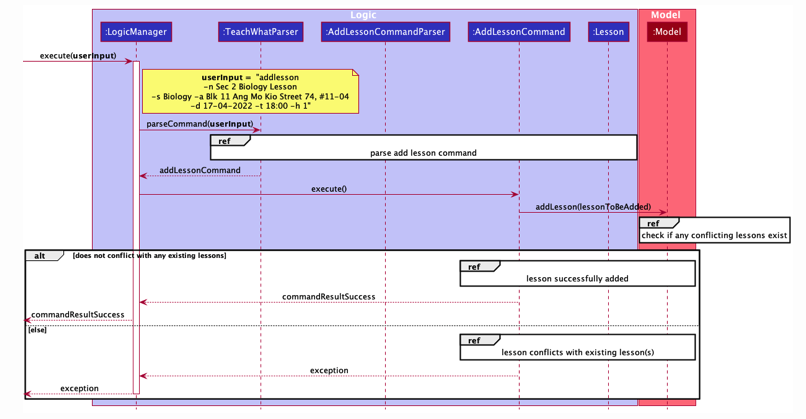 Logic
Model
:LogicManager
:TeachWhatParser
:AddLessonCommandParser
:AddLessonCommand
:Lesson
:Model
execute(userInput)
userInput = "addlesson
-n Sec 2 Biology Lesson
-s Biology -a Blk 11 Ang Mo Kio Street 74, #11-04
-d 17-04-2022 -t 18:00 -h 1"
parseCommand(userInput)
ref
parse add lesson command
addLessonCommand
execute()
addLesson(lessonToBeAdded)
ref
check if any conflicting lessons exist
alt
[does not conflict with any existing lessons]
ref
lesson successfully added
commandResultSuccess
commandResultSuccess
[else]
ref
lesson conflicts with existing lesson(s)
exception
exception